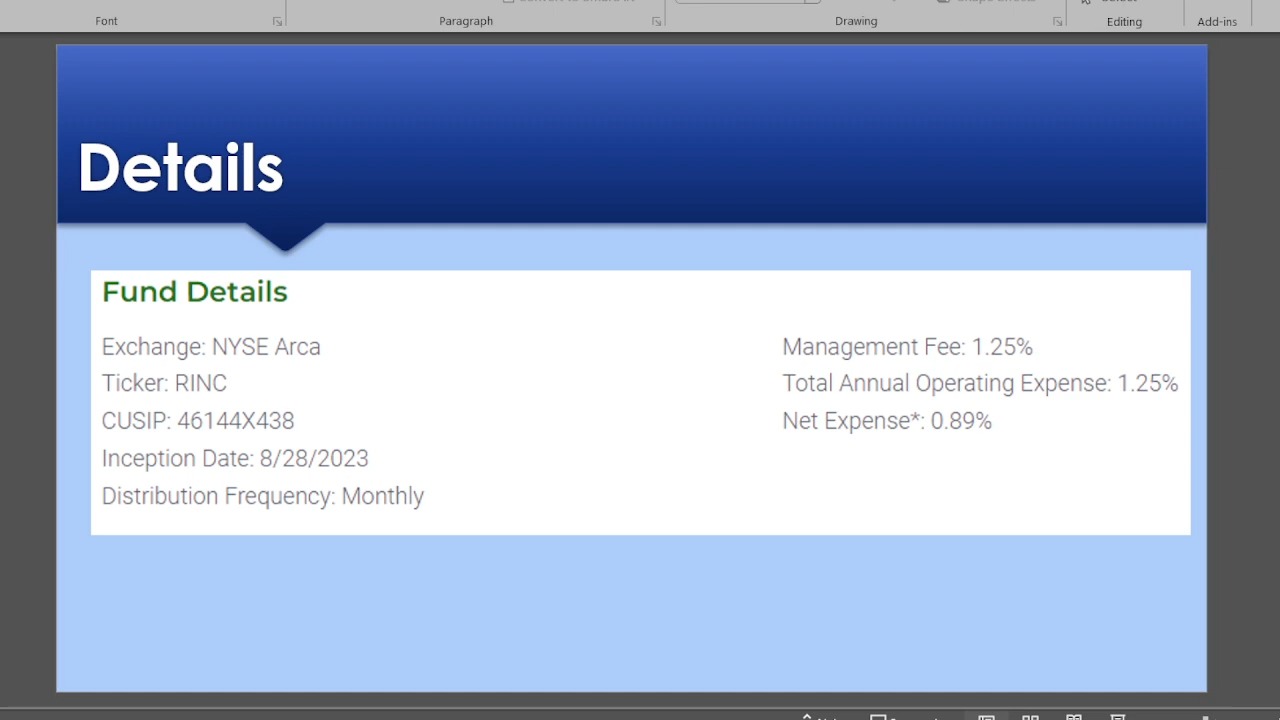 Font
Paragraph
Drawing
Editing
Add-ins
Details
Fund Details
Exchange: NYSE Arca
Ticker: RINC
CUSIP: 46144X438
Inception Date: 8/28/2023
Distribution Frequency: Monthly
Management Fee: 1.25%
Total Annual Operating Expense: 1.25%
Net Expense*: 0.89%